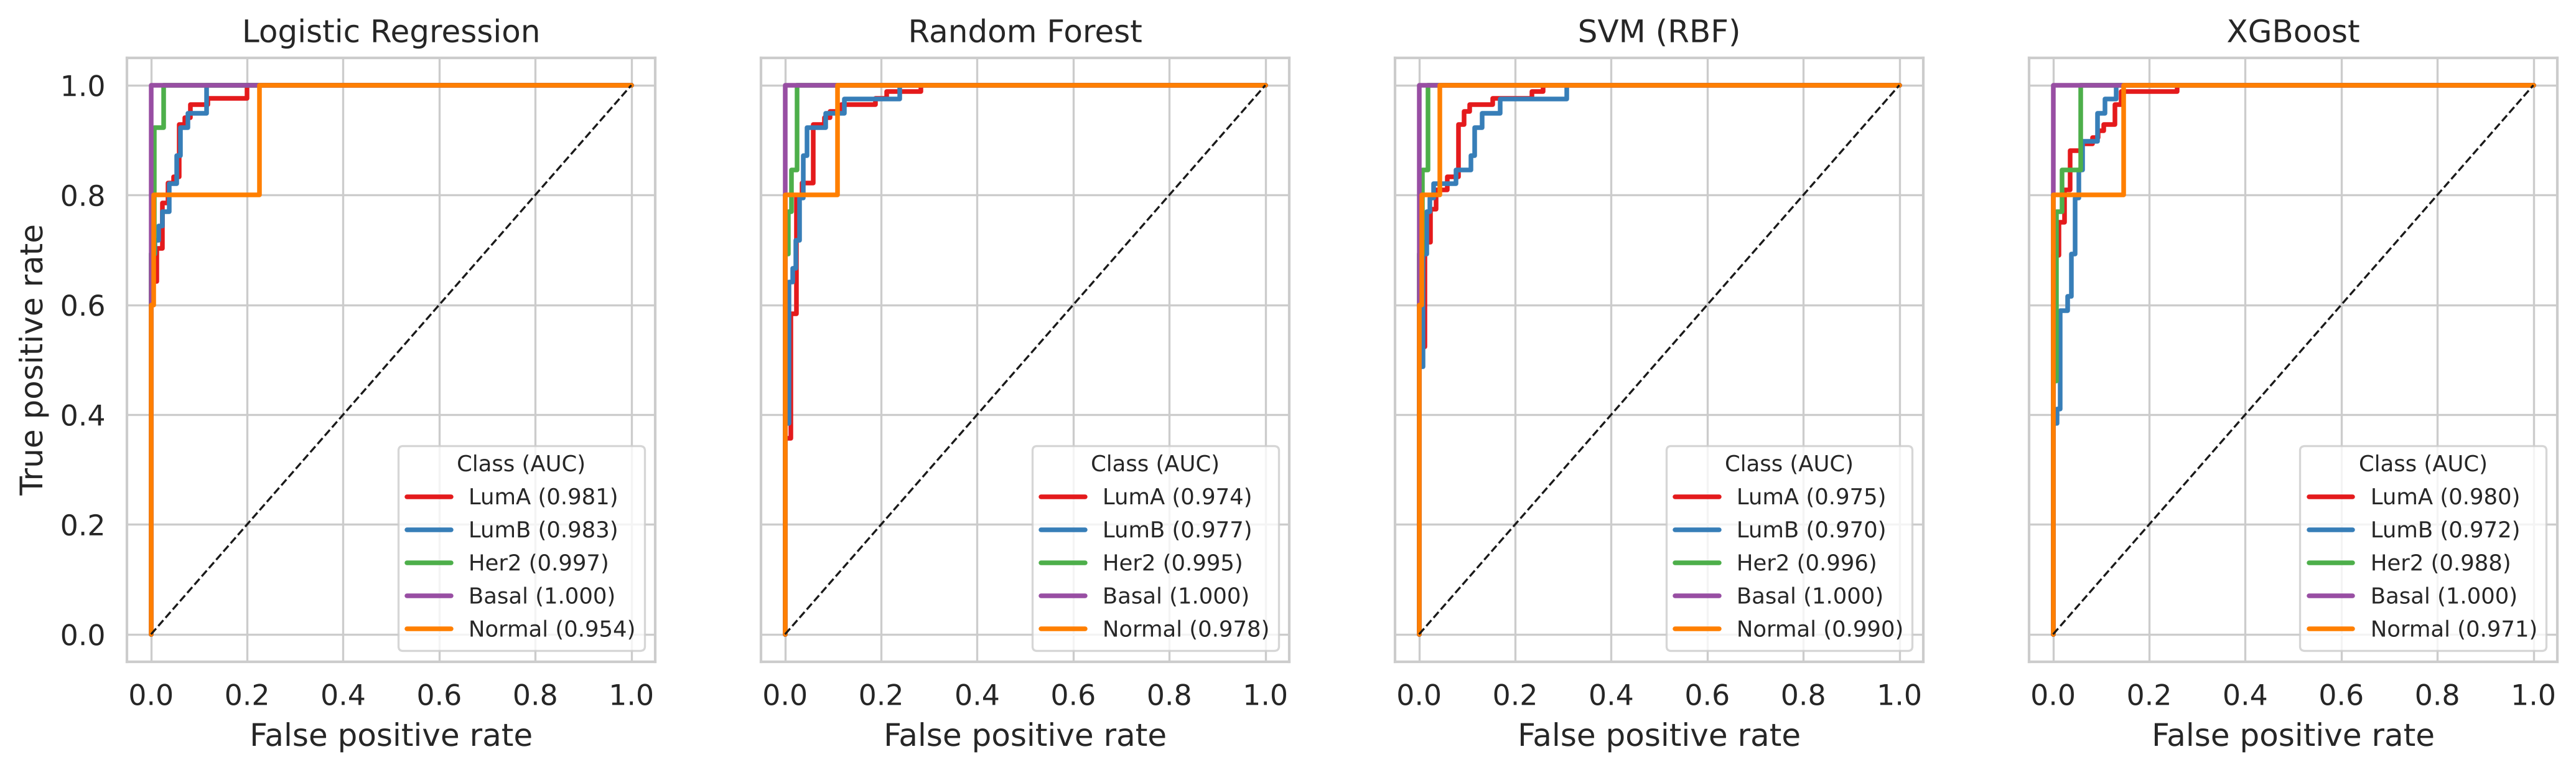 Logistic Regression
Random Forest
SVM (RBF)
XGBoost
True positive rate
1.0
0.8
0.6
0.4
0.2
0.0
Class (AUC)
LumA (0.981)
LumB (0.983)
Her2 (0.997)
Basal (1.000)
Normal (0.954)
0.0 0.2 0.4 0.6 0.8 1.0
False positive rate
Class (AUC)
LumA (0.974)
LumB (0.977)
Her2 (0.995)
Basal (1.000)
Normal (0.978)
0.0 0.2 0.4 0.6 0.8 1.0
False positive rate
Class (AUC)
LumA (0.975)
LumB (0.970)
Her2 (0.996)
Basal (1.000)
Normal (0.990)
0.0 0.2 0.4 0.6 0.8 1.0
False positive rate
Class (AUC)
LumA (0.980)
LumB (0.972)
Her2 (0.988)
Basal (1.000)
Normal (0.971)
0.0 0.2 0.4 0.6 0.8 1.0
False positive rate